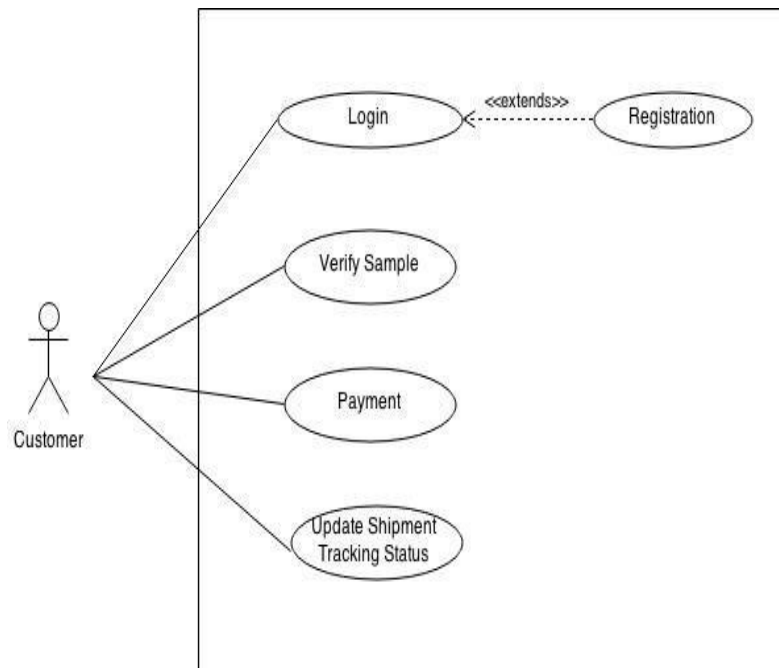 <<extends>>
Login
Registration
Verify Sample
Payment
Customer
Update Shipment
Tracking Status